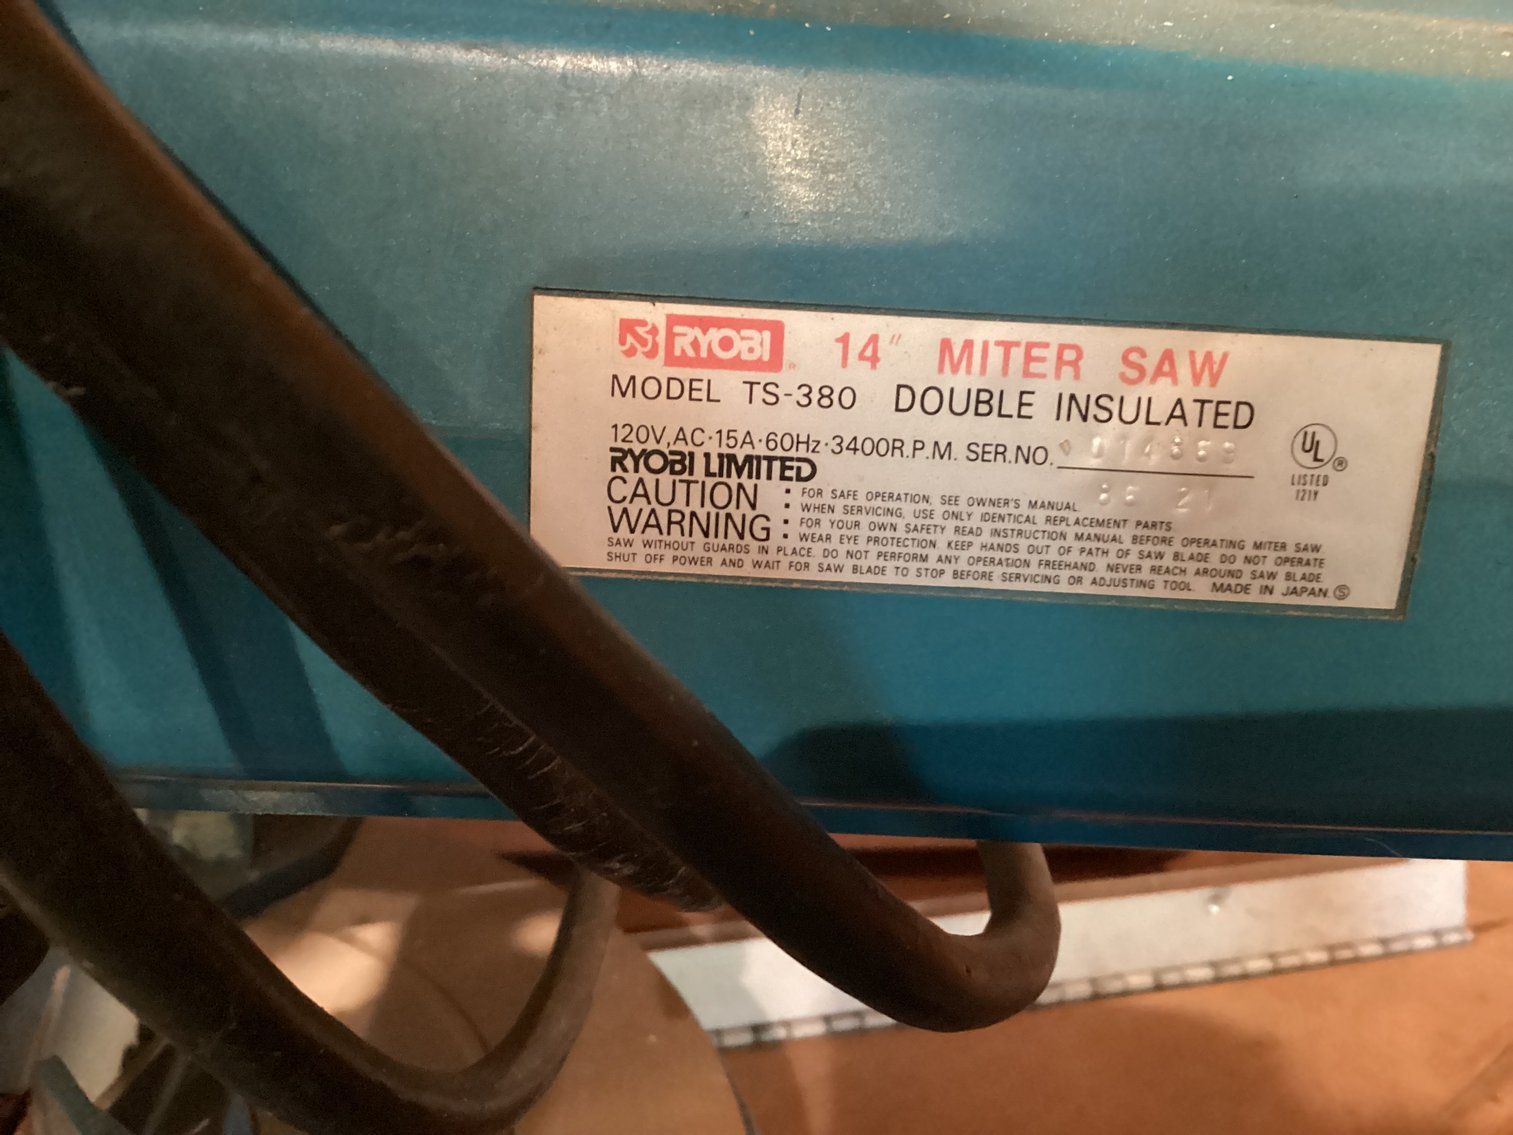 RYOBI® 14" MITER SAW
MODEL TS-380 DOUBLE INSULATED
120V, AC·15A·60Hz·3400R.P.M. SER.NO.
RYOBI LIMITED
CAUTION : FOR SAFE OPERATION, SEE OWNER'S MANUAL
: WHEN SERVICING, USE ONLY IDENTICAL REPLACEMENT PARTS
WARNING : FOR YOUR OWN SAFETY READ INSTRUCTION MANUAL BEFORE OPERATING MITER SAW
: WEAR EYE PROTECTION. KEEP HANDS OUT OF PATH OF SAW BLADE. DO NOT OPERATE
SAW WITHOUT GUARDS IN PLACE. DO NOT PERFORM ANY OPERATION FREEHAND. NEVER REACH AROUND SAW BLADE.
SHUT OFF POWER AND WAIT FOR SAW BLADE TO STOP BEFORE SERVICING OR ADJUSTING TOOL. MADE IN JAPAN. Ⓢ
UL®
LISTED
121Y